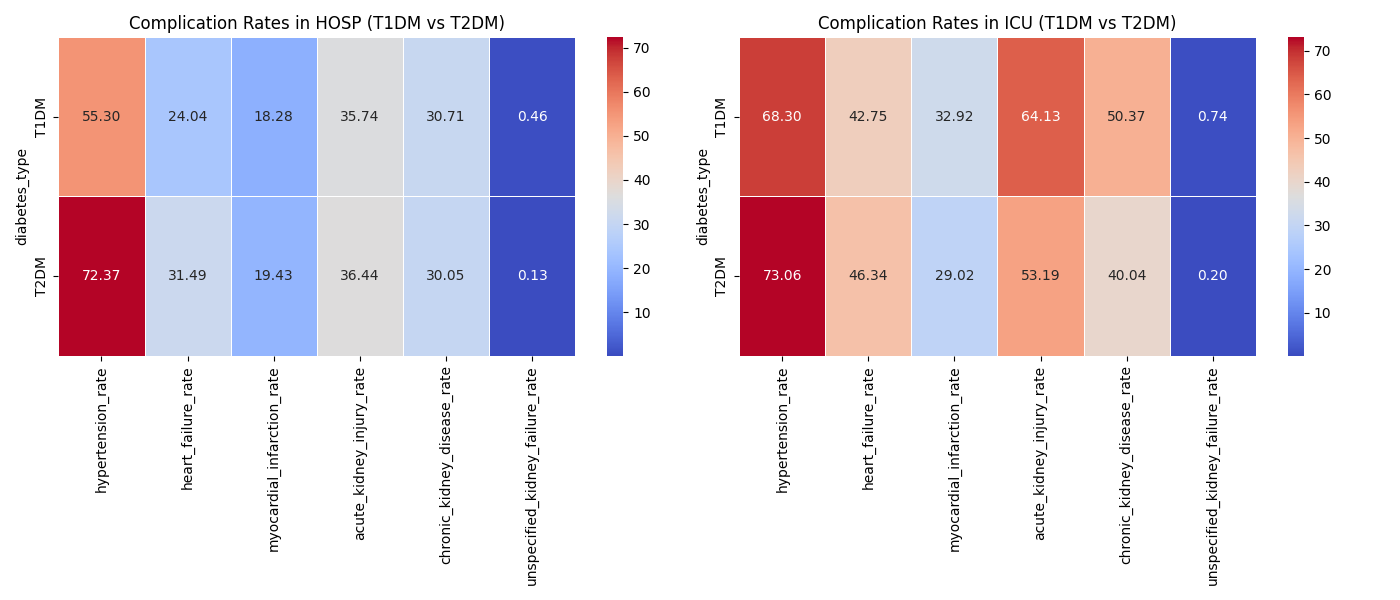 Complication Rates in HOSP (T1DM vs T2DM)
diabetes_type
T1DM
55.30 24.04 18.28 35.74 30.71 0.46
T2DM
72.37 31.49 19.43 36.44 30.05 0.13
hypertension_rate
heart_failure_rate
myocardial_infarction_rate
acute_kidney_injury_rate
chronic_kidney_disease_rate
unspecified_kidney_failure_rate
70
60
50
40
30
20
10
Complication Rates in ICU (T1DM vs T2DM)
diabetes_type
T1DM
68.30 42.75 32.92 64.13 50.37 0.74
T2DM
73.06 46.34 29.02 53.19 40.04 0.20
hypertension_rate
heart_failure_rate
myocardial_infarction_rate
acute_kidney_injury_rate
chronic_kidney_disease_rate
unspecified_kidney_failure_rate
70
60
50
40
30
20
10